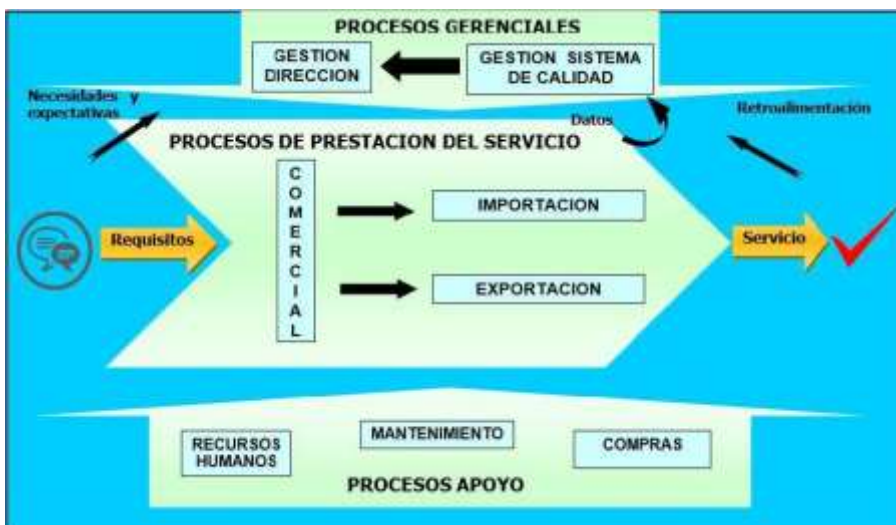 PROCESOS GERENCIALES
GESTION
DIRECCION
GESTION SISTEMA
DE CALIDAD
Necesidades y
expectativas
Datos
Retroalimentación
PROCESOS DE PRESTACION DEL SERVICIO
COMERCIAL
IMPORTACION
Requisitos
Servicio
EXPORTACION
RECURSOS
HUMANOS
MANTENIMIENTO
COMPRAS
PROCESOS APOYO